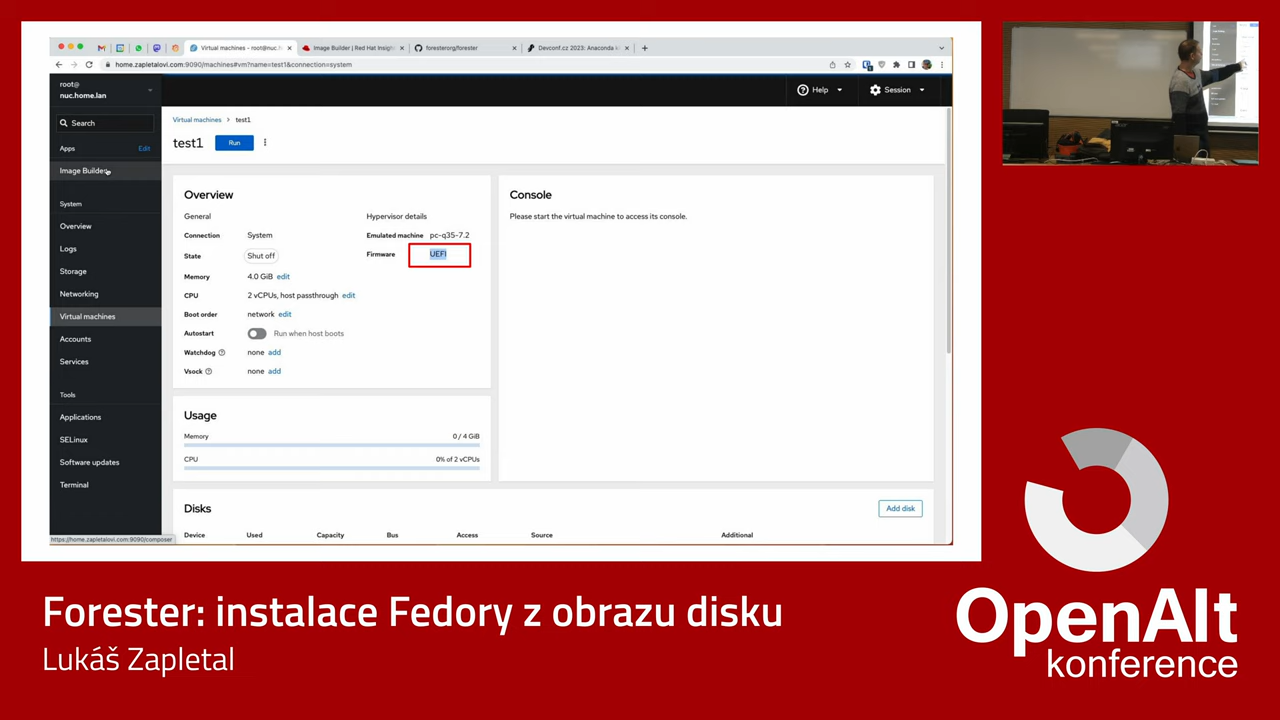 Virtual machines - root@nuc.h
Image Builder | Red Hat Insigh
foresterorg/forester
Devconf.cz 2023: Anaconda k
home.zapletalovi.com:9090/machines#vm?name=test1&connection=system
root@
nuc.home.lan
Help
Session
Search
Apps
Edit
Image Builder
System
Overview
Logs
Storage
Networking
Virtual machines
Accounts
Services
Tools
Applications
SELinux
Software updates
Terminal
https://home.zapletalovi.com:9090/composer
Virtual machines > test1
test1
Run
Overview
General
Connection System
State Shut off
Memory 4.0 GiB edit
CPU 2 vCPUs, host passthrough edit
Boot order network edit
Autostart Run when host boots
Watchdog none add
Vsock none add
Hypervisor details
Emulated machine pc-q35-7.2
Firmware UEFI
Usage
Memory 0 / 4 GiB
CPU 0% of 2 vCPUs
Console
Please start the virtual machine to access its console.
Disks
Add disk
Device Used Capacity Bus Access Source Additional
Forester: instalace Fedory z obrazu disku
Lukáš Zapletal
OpenAlt
konference